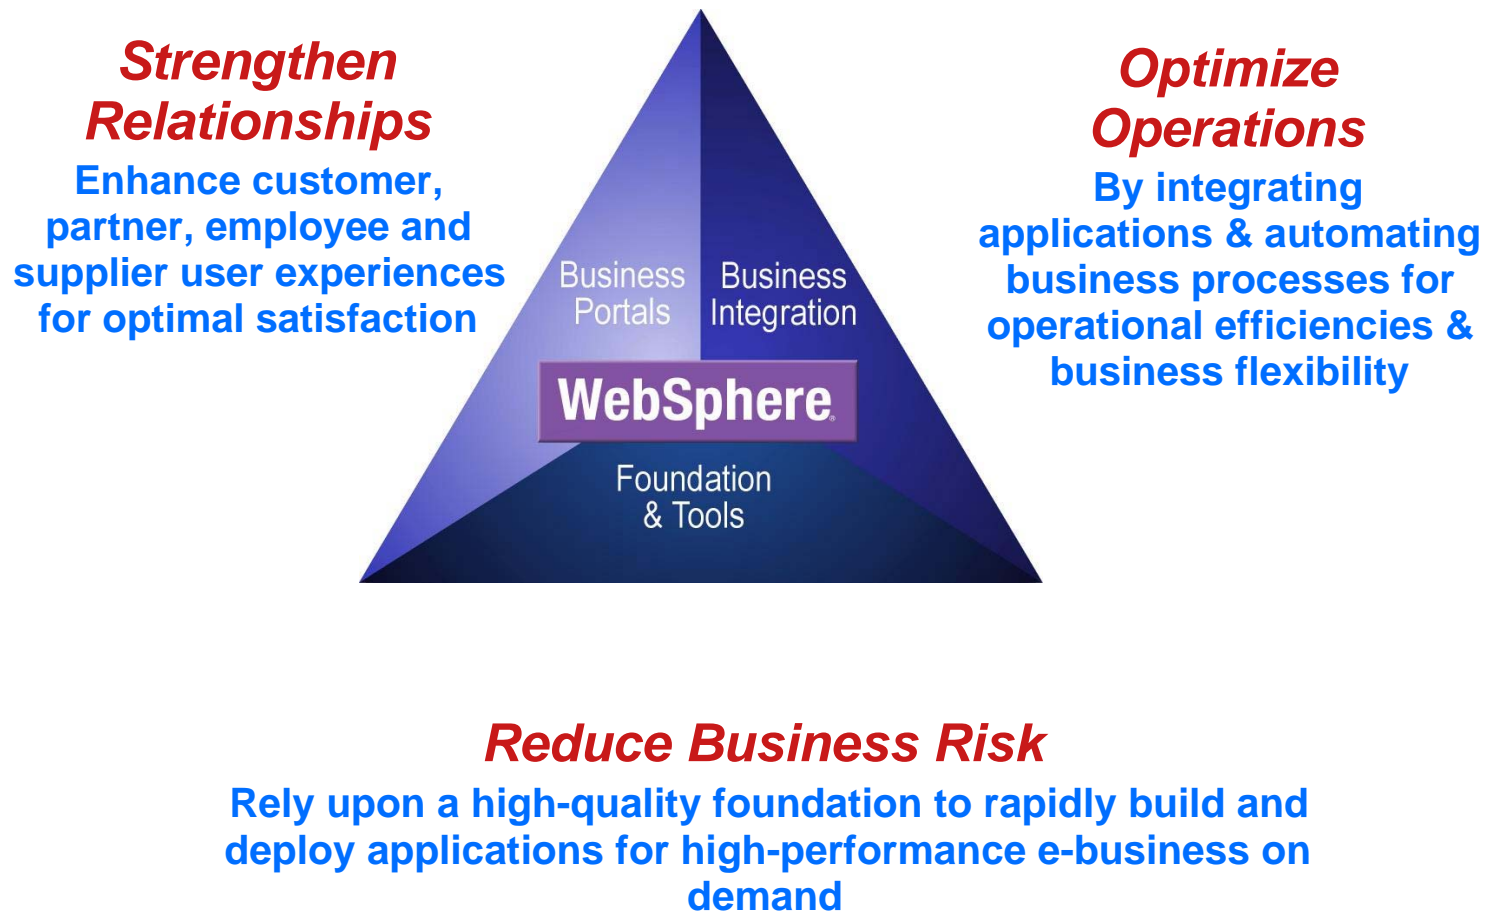 Strengthen
Relationships
Enhance customer,
partner, employee and
supplier user experiences
for optimal satisfaction
Optimize
Operations
By integrating
applications & automating
business processes for
operational efficiencies &
business flexibility
Business
Portals
Business
Integration
WebSphere®
Foundation
& Tools
Reduce Business Risk
Rely upon a high-quality foundation to rapidly build and
deploy applications for high-performance e-business on
demand